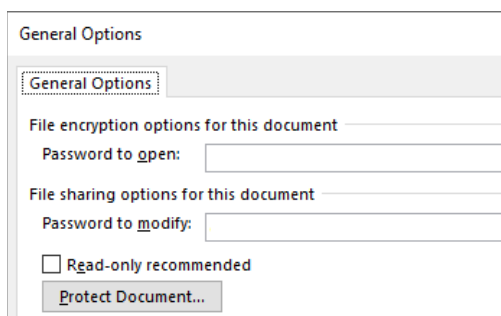 General Options
General Options
File encryption options for this document
Password to open:
File sharing options for this document
Password to modify:
Read-only recommended
Protect Document...